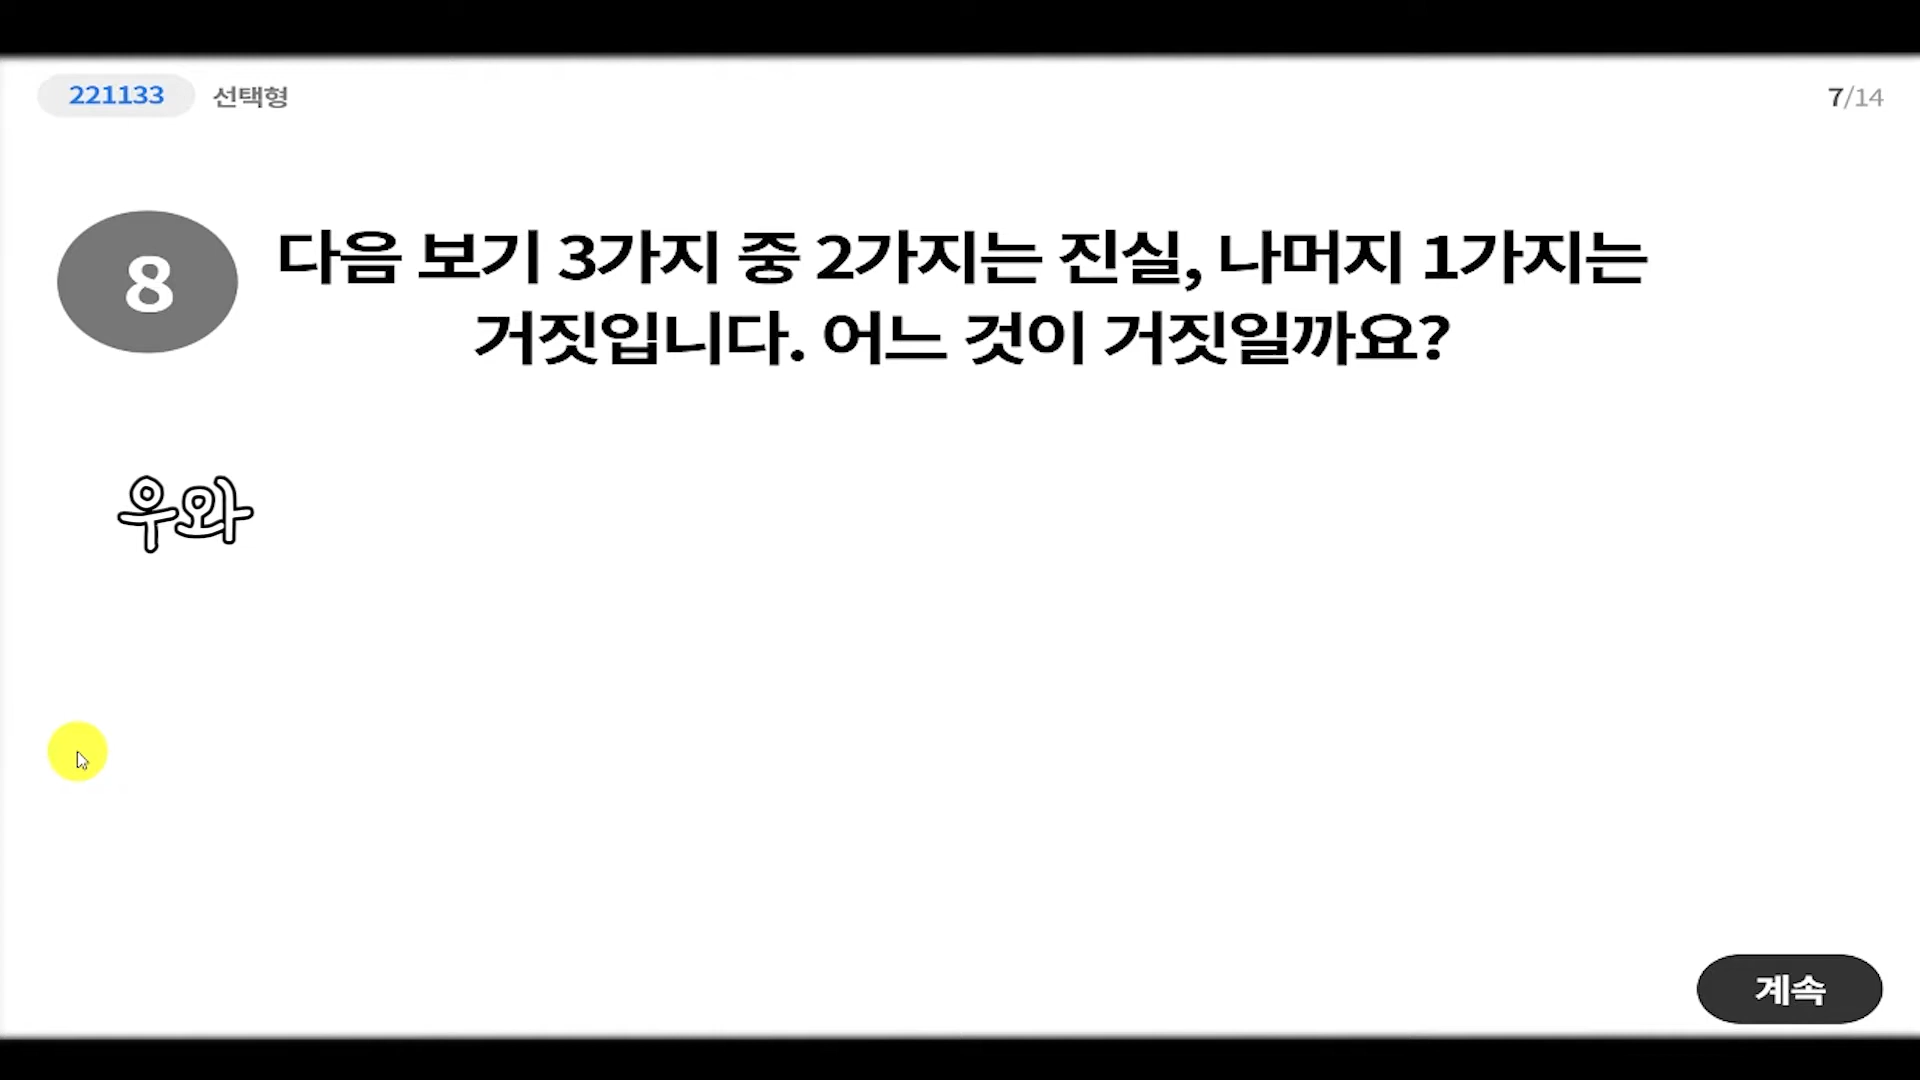 221133 선택형 7/14
8 다음 보기 3가지 중 2가지는 진실, 나머지 1가지는
거짓입니다. 어느 것이 거짓일까요?
우와
계속